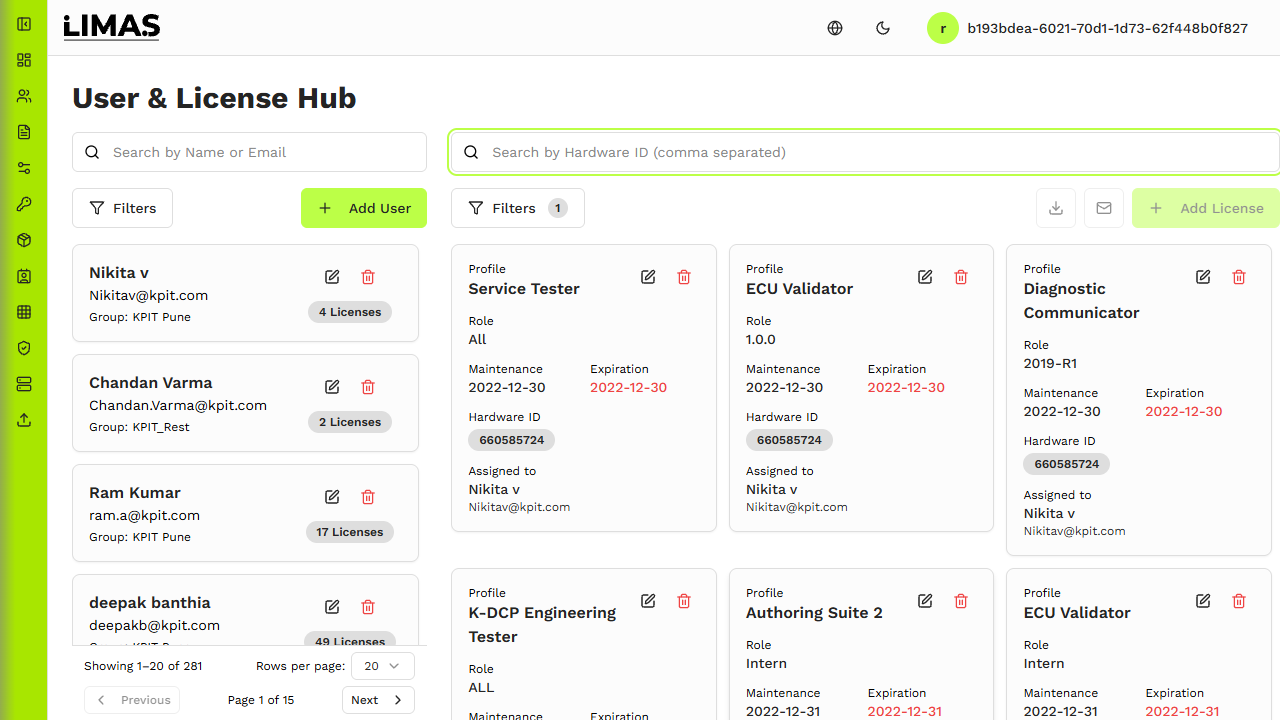 LIMAS
r
b193bdea-6021-70d1-1d73-62f448b0f827
User & License Hub
Search by Name or Email
Search by Hardware ID (comma separated)
Filters
Add User
Filters 1
Add License
Nikita v
Nikitav@kpit.com
Group: KPIT Pune
4 Licenses
Chandan Varma
Chandan.Varma@kpit.com
Group: KPIT_Rest
2 Licenses
Ram Kumar
ram.a@kpit.com
Group: KPIT Pune
17 Licenses
deepak banthia
deepakb@kpit.com
49 Licenses
Showing 1–20 of 281
Rows per page: 20
Previous
Page 1 of 15
Next
Profile
Service Tester
Role
All
Maintenance Expiration
2022-12-30 2022-12-30
Hardware ID
660585724
Assigned to
Nikita v
Nikitav@kpit.com
Profile
ECU Validator
Role
1.0.0
Maintenance Expiration
2022-12-30 2022-12-30
Hardware ID
660585724
Assigned to
Nikita v
Nikitav@kpit.com
Profile
Diagnostic
Communicator
Role
2019-R1
Maintenance Expiration
2022-12-30 2022-12-30
Hardware ID
660585724
Assigned to
Nikita v
Nikitav@kpit.com
Profile
K-DCP Engineering
Tester
Role
ALL
Maintenance Expiration
Profile
Authoring Suite 2
Role
Intern
Maintenance Expiration
2022-12-31 2022-12-31
Profile
ECU Validator
Role
Intern
Maintenance Expiration
2022-12-31 2022-12-31